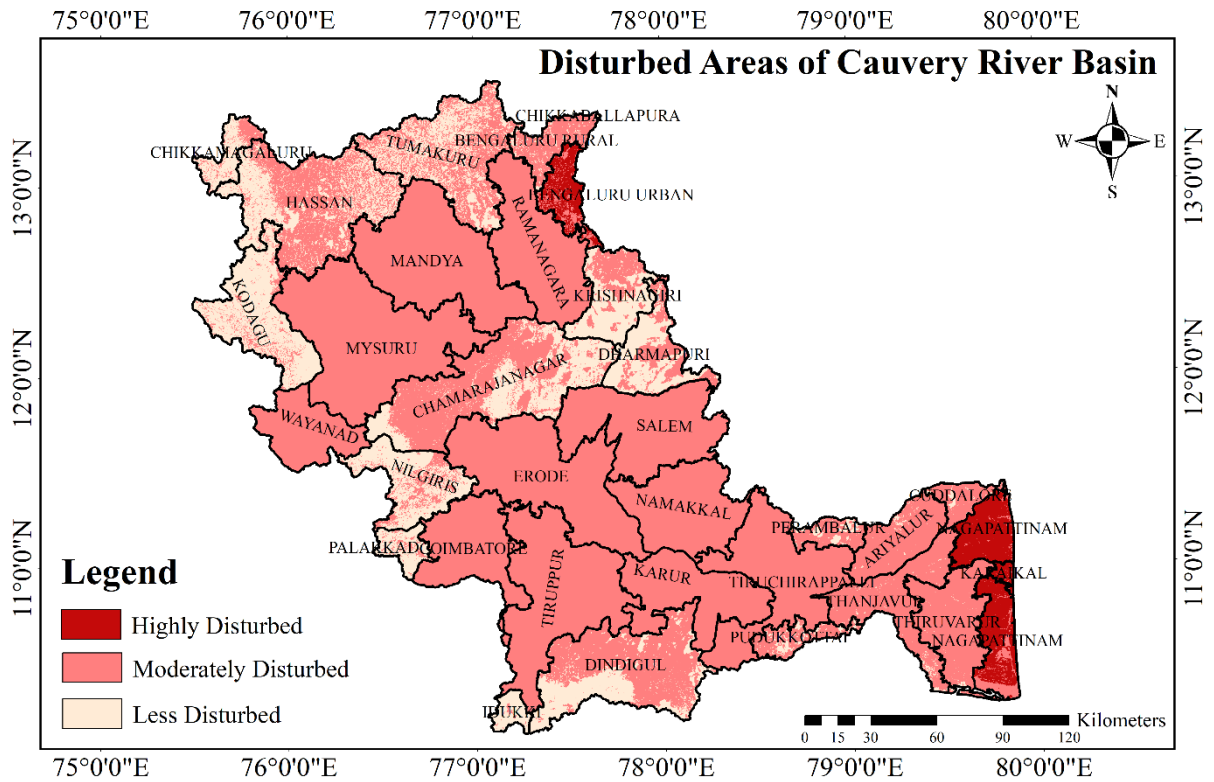 75°0'0"E 76°0'0"E 77°0'0"E 78°0'0"E 79°0'0"E 80°0'0"E
Disturbed Areas of Cauvery River Basin
N
W E
S
13°0'0"N
12°0'0"N
11°0'0"N
13°0'0"N
12°0'0"N
11°0'0"N
CHIKKABALLAPURA
BENGALURU RURAL
TUMAKURU
CHIKKAMAGALURU
BENGALURU URBAN
HASSAN
RAMANAGARA
MANDYA
KRISHNAGIRI
KODAGU
MYSURU
DHARMAPURI
CHAMARAJANAGAR
WAYANAD
SALEM
NILGIRIS
ERODE
NAMAKKAL
CUDDALORE
PERAMBALUR
ARIYALUR
NAGAPATTINAM
PALAKKAD
COIMBATORE
TIRUPPUR
KARUR
TIRUCHIRAPPALLI
KARAIKAL
THANJAVUR
THIRUVARUR
PUDUKKOTTAI
NAGAPATTINAM
DINDIGUL
IDUKKI
Legend
Highly Disturbed
Moderately Disturbed
Less Disturbed
Kilometers
0 15 30 60 90 120
75°0'0"E 76°0'0"E 77°0'0"E 78°0'0"E 79°0'0"E 80°0'0"E